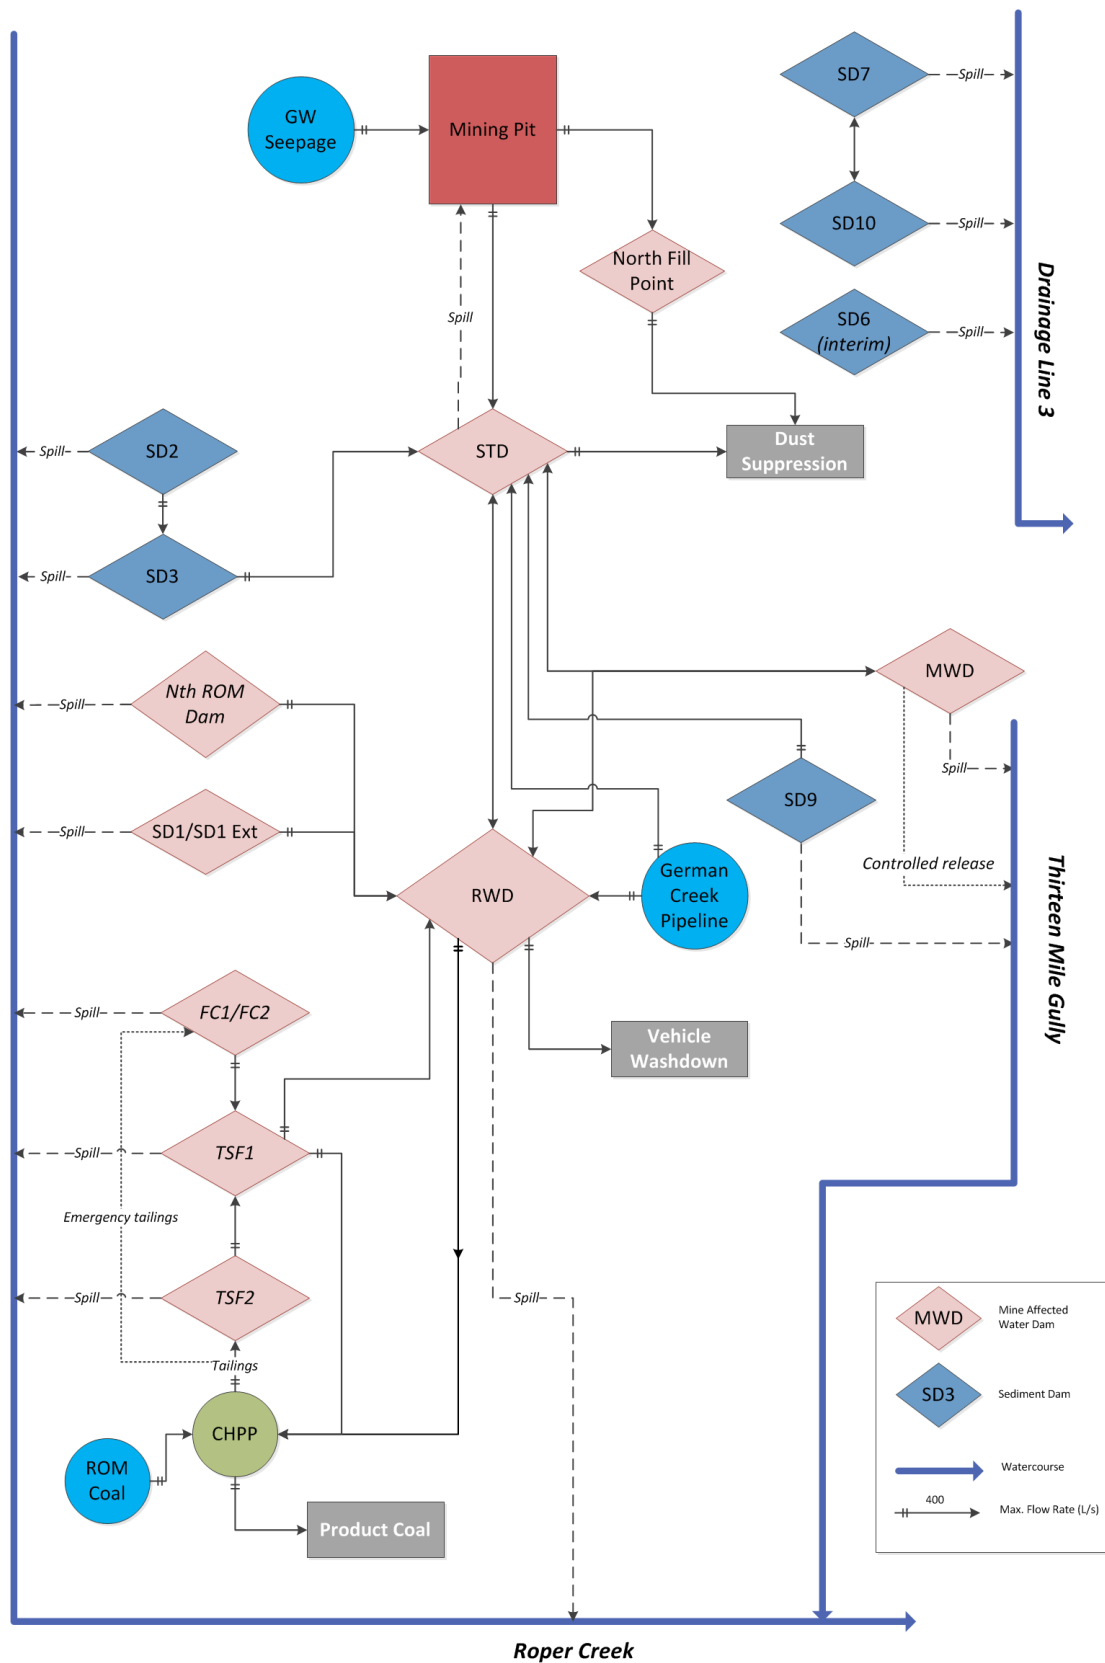 SD7
Spill
GW
Seepage
Mining Pit
SD10
Spill
North Fill
Point
Drainage Line 3
SD6
(interim)
Spill
Spill
SD2
Spill
STD
Dust
Suppression
SD3
Spill
MWD
Nth ROM
Dam
Spill
Spill
SD9
SD1/SD1 Ext
Spill
Controlled release
German
Creek
Pipeline
RWD
Spill
Thirteen Mile Gully
FC1/FC2
Spill
Vehicle
Washdown
TSF1
Spill
Emergency tailings
TSF2
Spill
Spill
Tailings
CHPP
ROM
Coal
Product Coal
MWD
Mine Affected
Water Dam
SD3
Sediment Dam
Watercourse
400
Max. Flow Rate (L/s)
Roper Creek